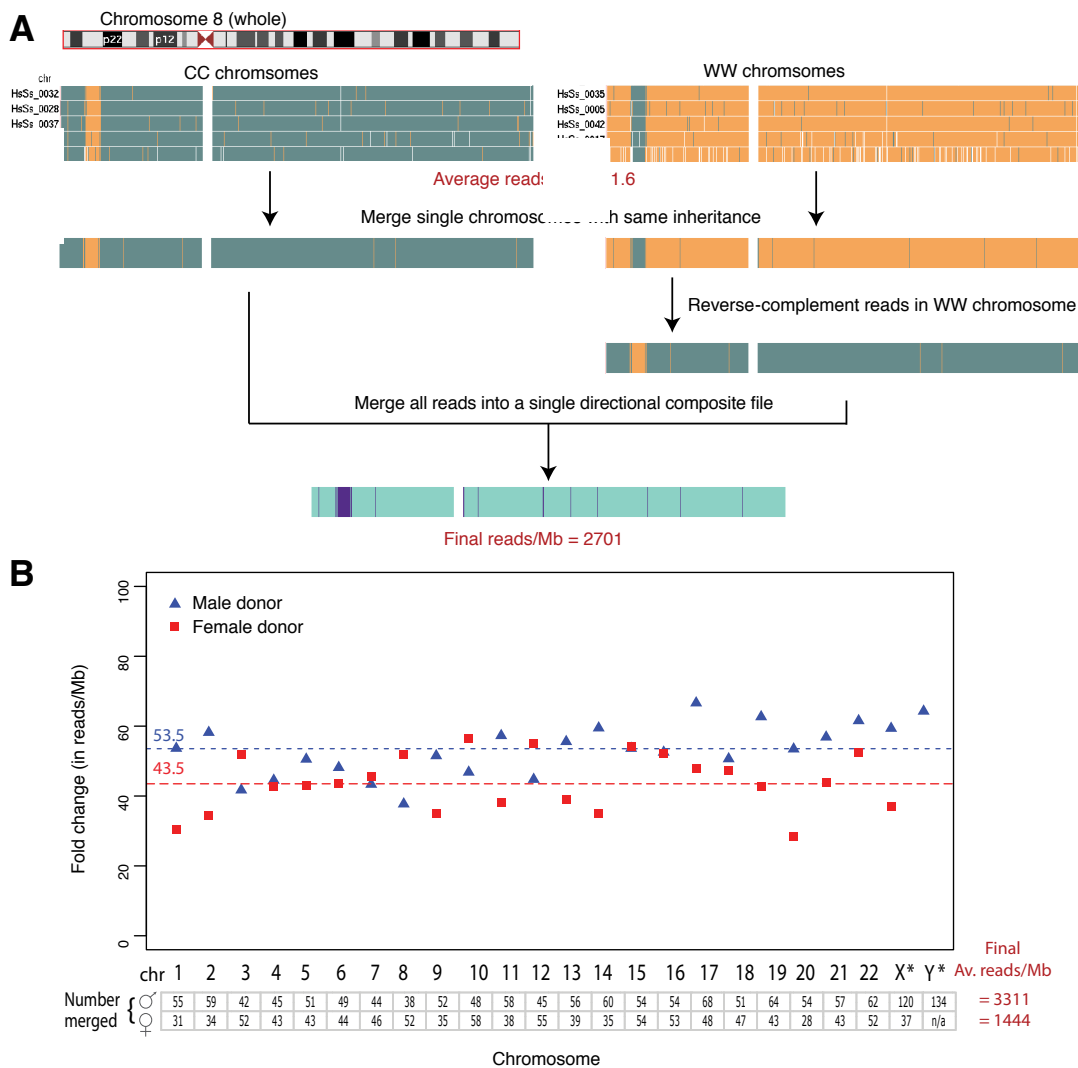 A
Chromosome 8 (whole)
p22 p12
chr
CC chromsomes
WW chromsomes
HsSs_0032
HsSs_0028
HsSs_0037
HsSs_0035
HsSs_0005
HsSs_0042
Average reads 1.6
Merge single chromosomes with same inheritance
Reverse-complement reads in WW chromosome
Merge all reads into a single directional composite file
Final reads/Mb = 2701
B
Fold change (in reads/Mb)
100
80
60
40
20
0
Male donor
Female donor
53.5
43.5
chr 1 2 3 4 5 6 7 8 9 10 11 12 13 14 15 16 17 18 19 20 21 22 X* Y*
Final
Av. reads/Mb
Number merged
♂ 55 59 42 45 51 49 44 38 52 48 58 45 56 60 54 54 68 51 64 54 57 62 120 134 = 3311
♀ 31 34 52 43 43 44 46 52 35 58 38 55 39 35 54 53 48 47 43 28 43 52 37 n/a = 1444
Chromosome